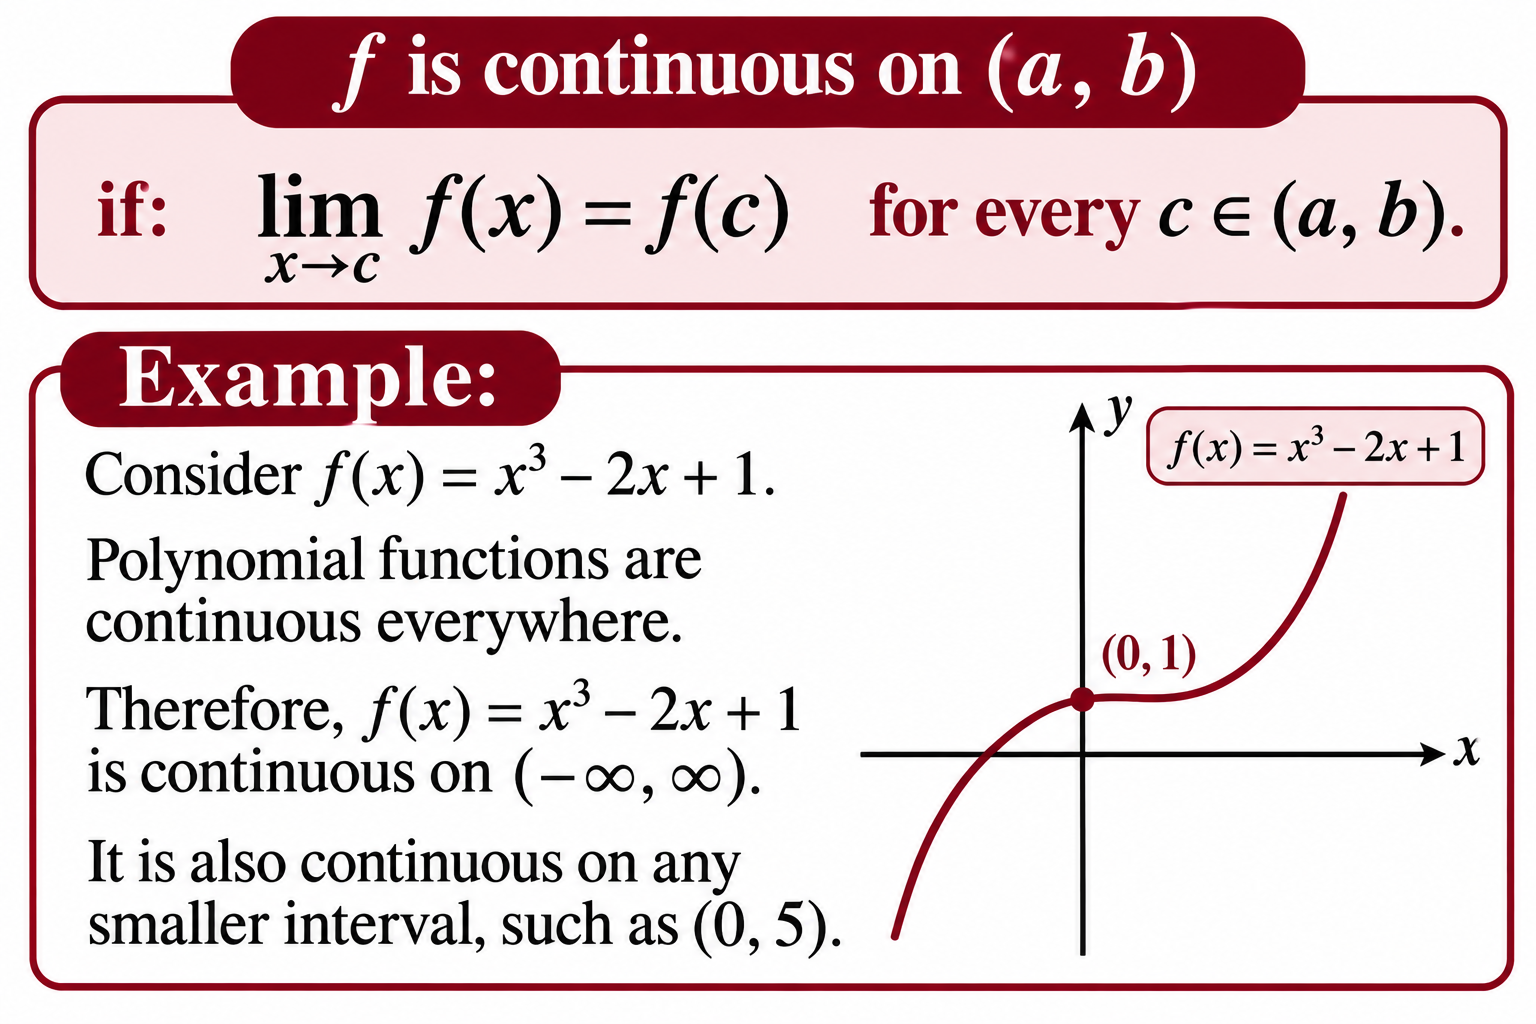 f is continuous on (a, b)
if: lim x→c f(x) = f(c) for every c ∈ (a, b).
Example:
Consider f(x) = x³ − 2x + 1.
Polynomial functions are
continuous everywhere.
Therefore, f(x) = x³ − 2x + 1
is continuous on (−∞, ∞).
It is also continuous on any
smaller interval, such as (0, 5).
y
f(x) = x³ − 2x + 1
(0, 1)
x